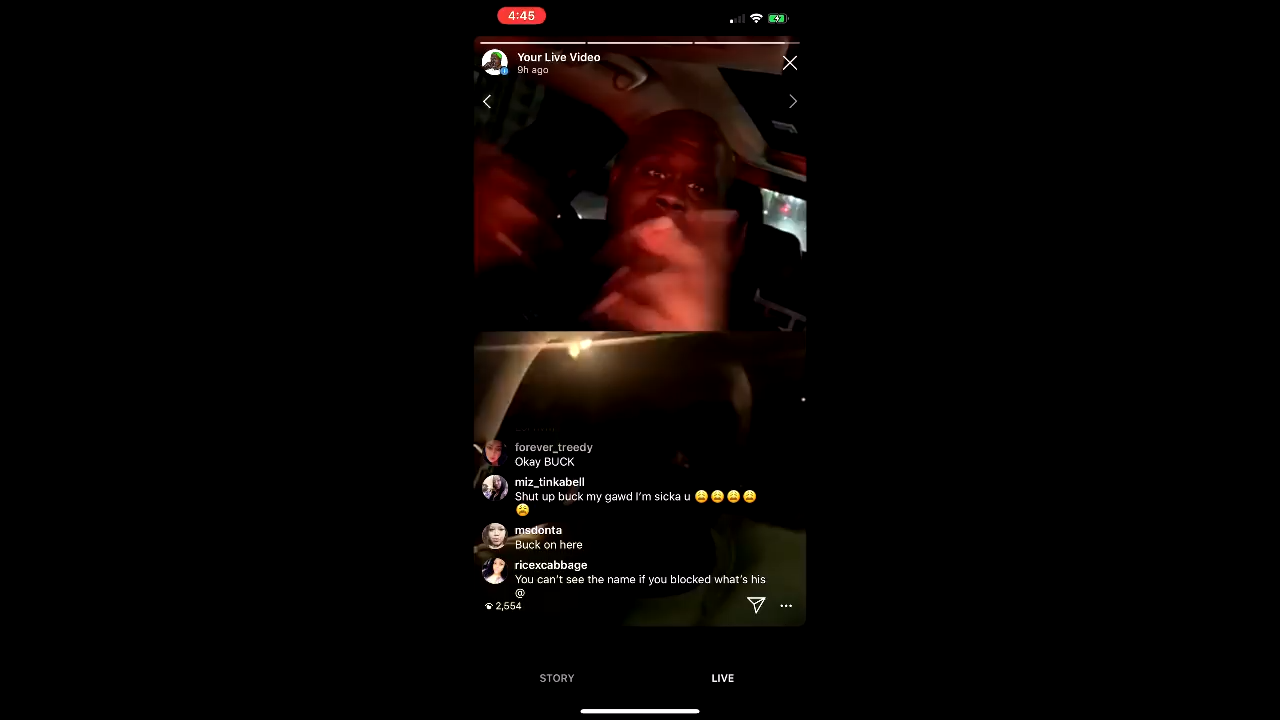 4:45
Your Live Video
9h ago
forever_treedy
Okay BUCK
miz_tinkabell
Shut up buck my gawd I'm sicka u 😩😩😩😩
😩
msdonta
Buck on here
ricexcabbage
You can't see the name if you blocked what's his
@
2,554
STORY
LIVE